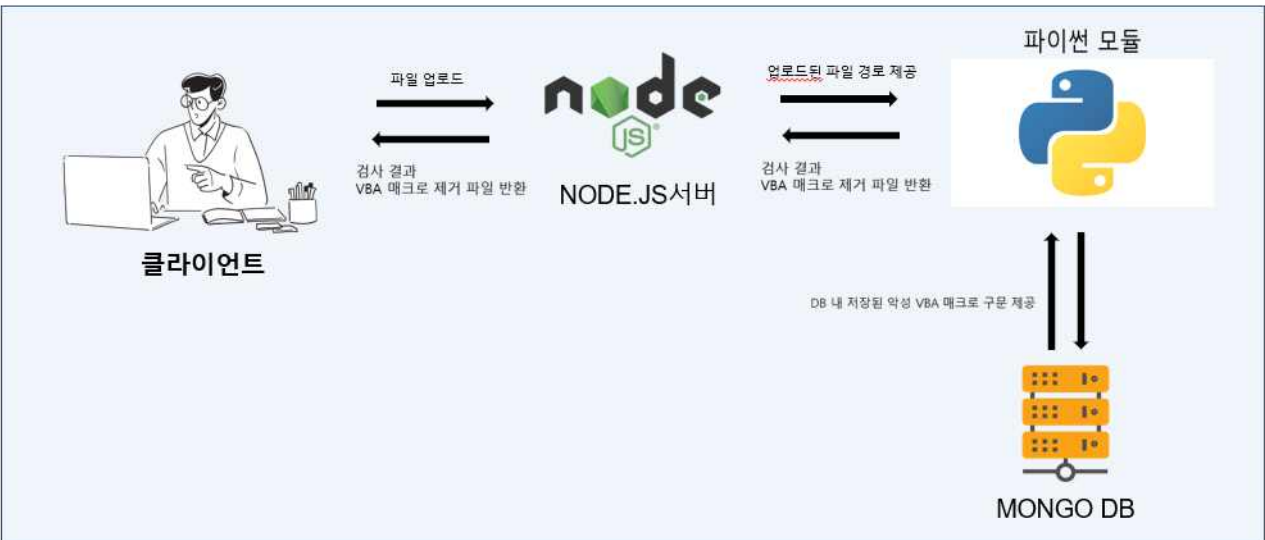 파이썬 모듈
파일 업로드
업로드된 파일 경로 제공
node
JS
검사 결과
VBA 매크로 제거 파일 반환
검사 결과
VBA 매크로 제거 파일 반환
NODE.JS서버
클라이언트
DB 내 저장된 악성 VBA 매크로 구문 제공
MONGO DB